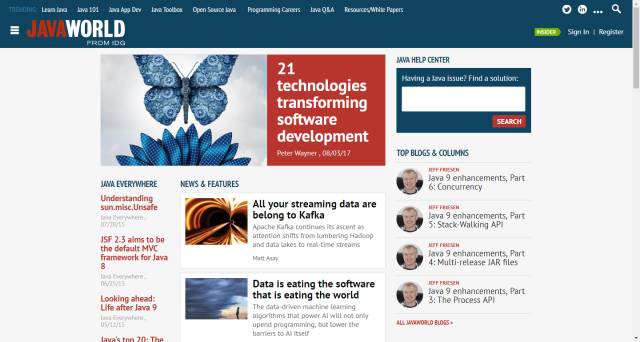 TRENDING: Learn Java Java 101 Java App Dev Java Toolbox Open Source Java Programming Careers Java Q&A Resources/White Papers
JAVAWORLD
FROM IDG
INSIDER Sign In | Register
21
technologies
transforming
software
development
Peter Wayner , 08/03/17
JAVA HELP CENTER
Having a Java issue? Find a solution:
SEARCH
JAVA EVERYWHERE
Understanding
sun.misc.Unsafe
Java Everywhere ,
07/28/15
JSF 2.3 aims to be
the default MVC
framework for Java
8
Java Everywhere ,
06/25/15
Looking ahead:
Life after Java 9
Java Everywhere ,
05/12/15
Java's top 20: The
NEWS & FEATURES
All your streaming data are
belong to Kafka
Apache Kafka continues its ascent as
attention shifts from lumbering Hadoop
and data lakes to real-time streams
Matt Asay
Data is eating the software
that is eating the world
The data-driven machine learning
algorithms that power AI will not only
upend programming, but lower the
barriers to AI itself
TOP BLOGS & COLUMNS
JEFF FRIESEN
Java 9 enhancements, Part
6: Concurrency
JEFF FRIESEN
Java 9 enhancements, Part
5: Stack-Walking API
JEFF FRIESEN
Java 9 enhancements, Part
4: Multi-release JAR files
JEFF FRIESEN
Java 9 enhancements, Part
3: The Process API
ALL JAVAWORLD BLOGS »